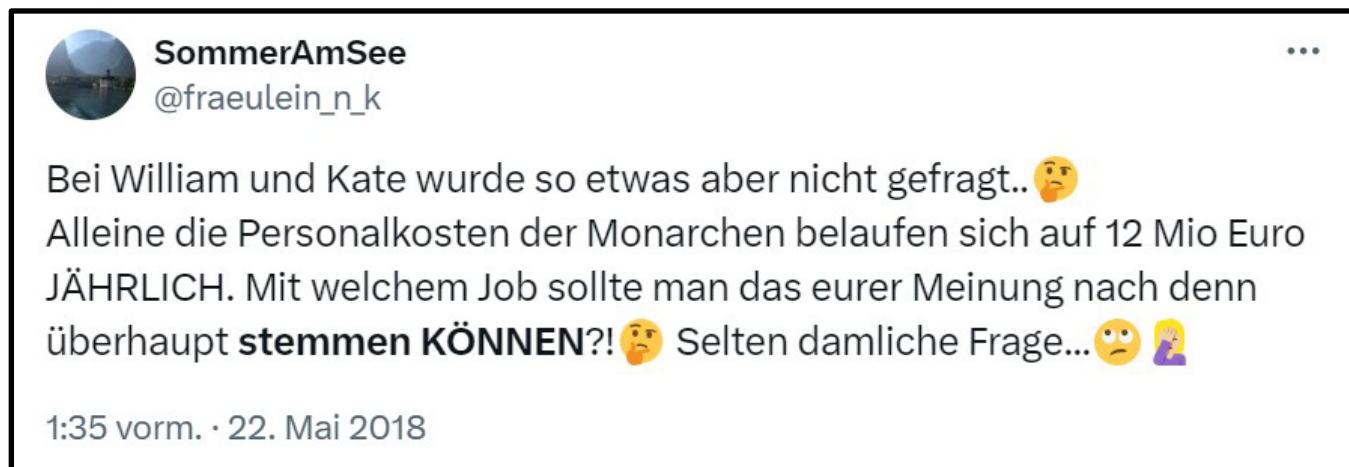 SommerAmSee
@fraeulein_n_k
Bei William und Kate wurde so etwas aber nicht gefragt..🤔
Alleine die Personalkosten der Monarchen belaufen sich auf 12 Mio Euro
JÄHRLICH. Mit welchem Job sollte man das eurer Meinung nach denn
überhaupt stemmen KÖNNEN?!🤔 Selten damliche Frage...🙄🤦🏼‍♀️
1:35 vorm. · 22. Mai 2018